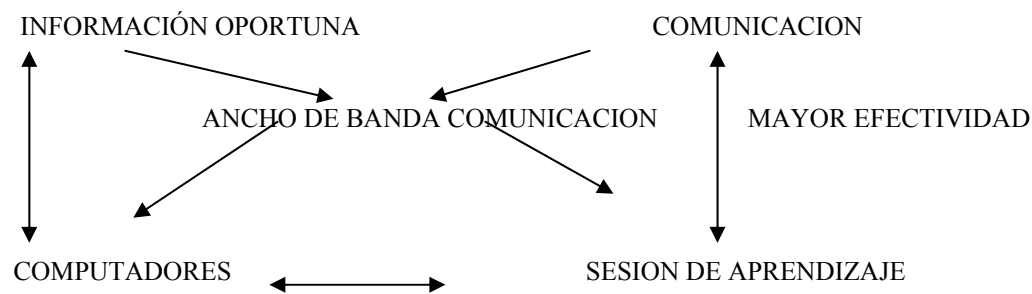 INFORMACIÓN OPORTUNA COMUNICACION
ANCHO DE BANDA COMUNICACION MAYOR EFECTIVIDAD
COMPUTADORES SESION DE APRENDIZAJE